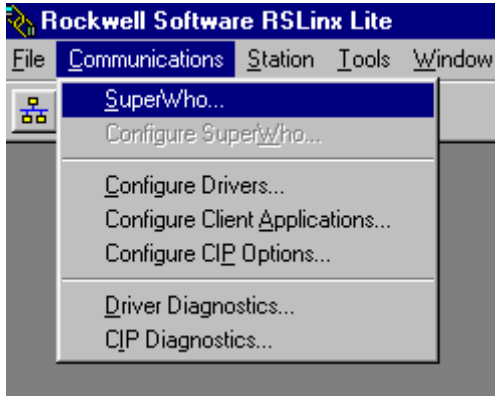 Rockwell Software RSLinx Lite
File Communications Station Tools Window
SuperWho...
Configure SuperWho...
Configure Drivers...
Configure Client Applications...
Configure CIP Options...
Driver Diagnostics...
CIP Diagnostics...